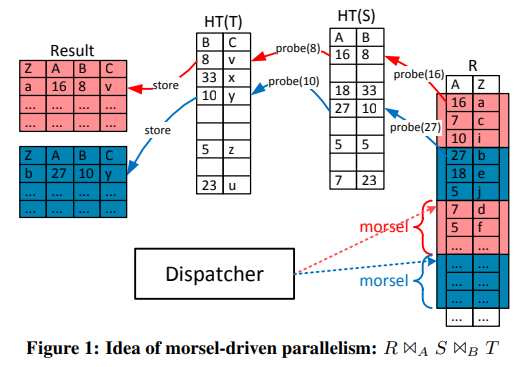 HT(T)
HT(S)
Result
R
Z A B C
a 16 8 v
... ... ... ...
... ... ... ...
Z A B C
b 27 10 y
... ... ... ...
... ... ... ...
store
store
B C
8 v
33 x
10 y
5 z
23 u
probe(8)
probe(10)
A B
16 8
18 33
27 10
5 5
7 23
probe(16)
probe(27)
A Z
16 a
7 c
10 i
27 b
18 e
5 j
7 d
5 f
... ...
... ...
... ...
... ...
... ...
morsel
morsel
Dispatcher
Figure 1: Idea of morsel-driven parallelism: R ⋈A S ⋈B T